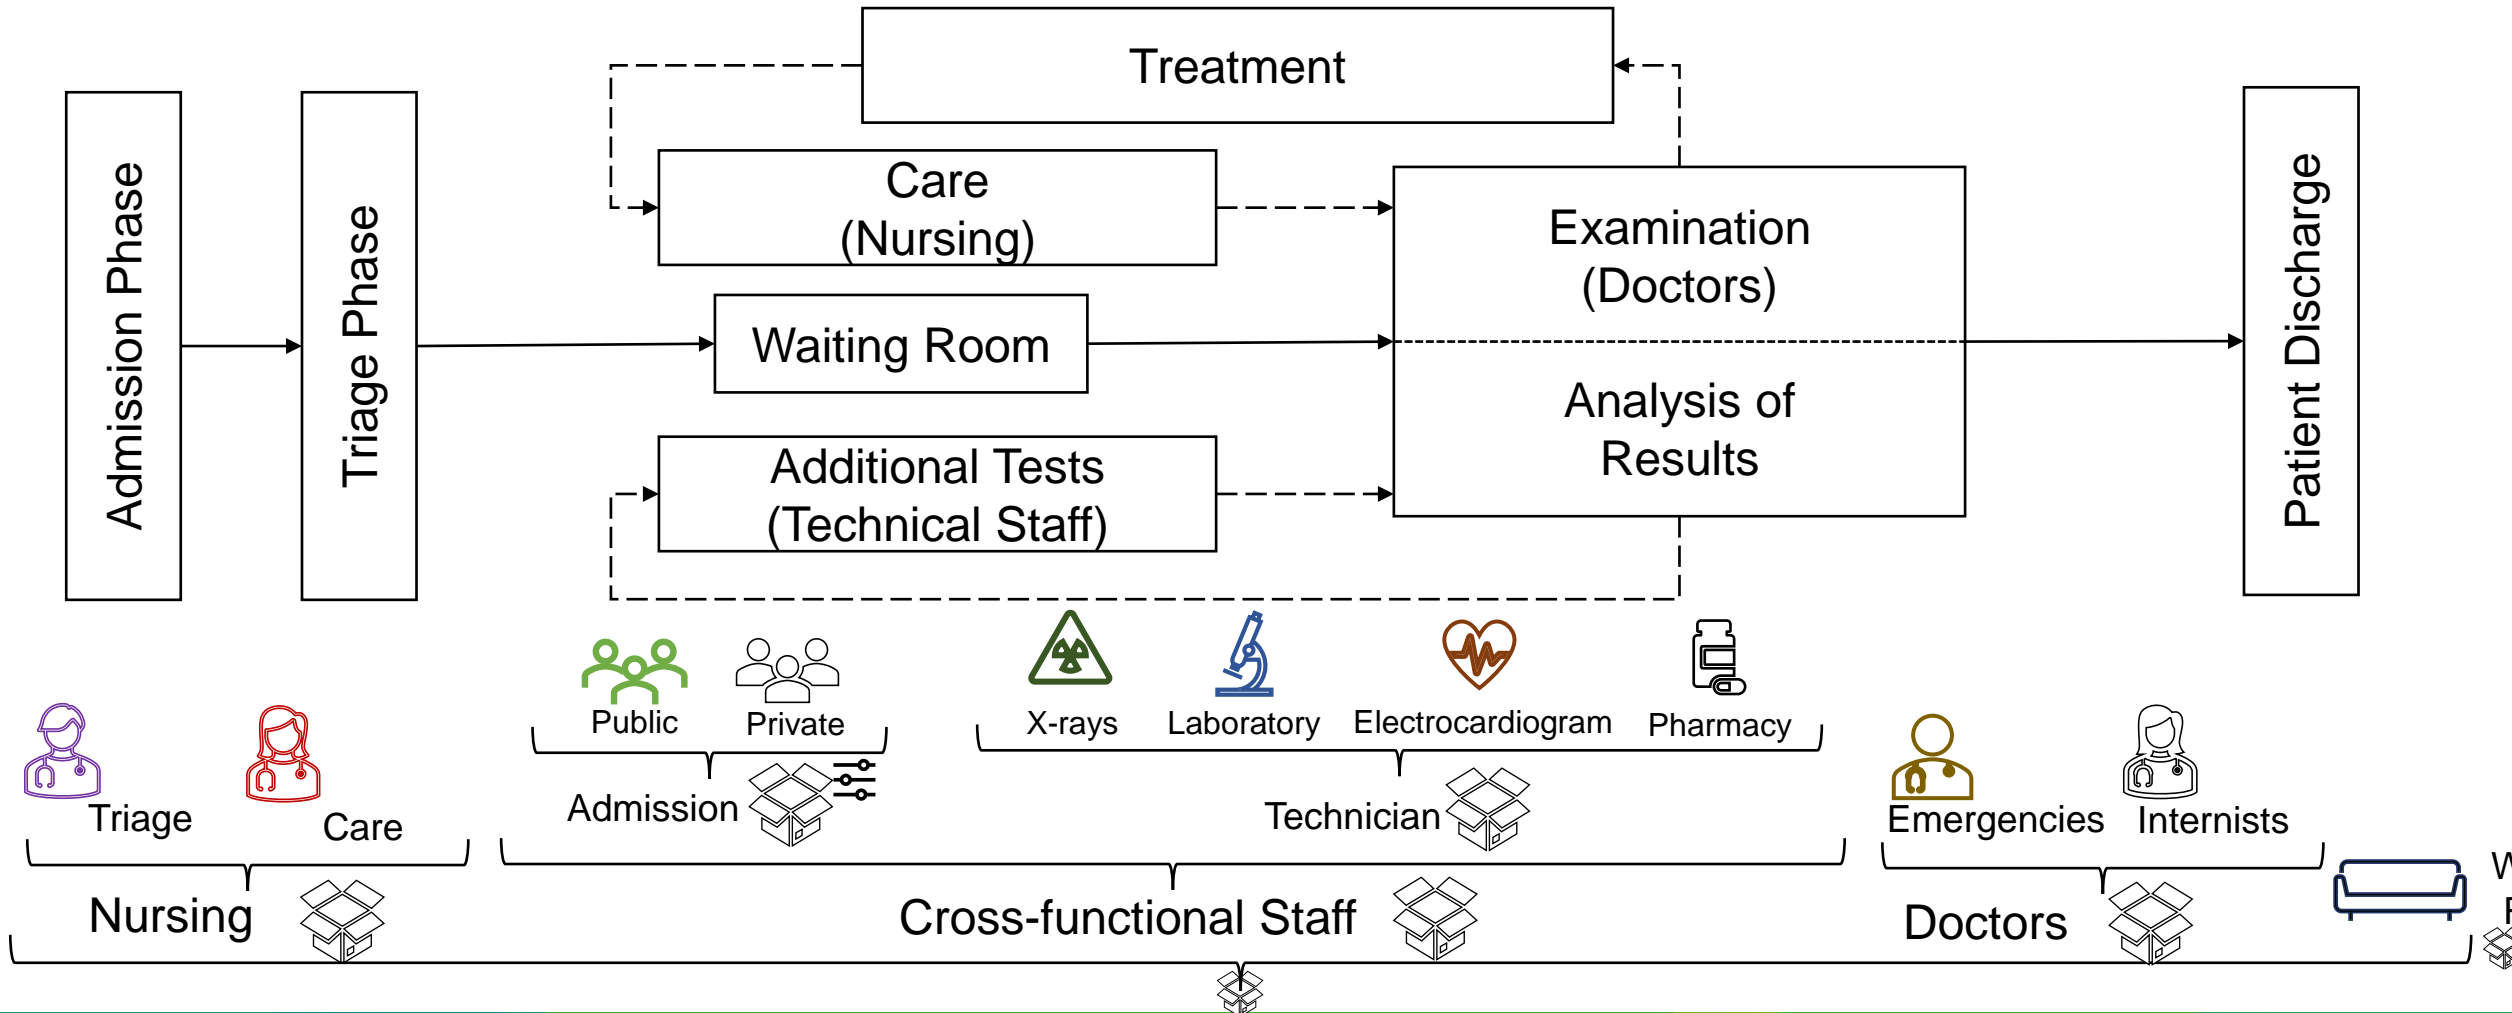 Treatment
Admission Phase
Triage Phase
Care
(Nursing)
Waiting Room
Additional Tests
(Technical Staff)
Examination
(Doctors)
Analysis of
Results
Patient Discharge
Public
Private
X-rays
Laboratory
Electrocardiogram
Pharmacy
Triage
Care
Admission
Technician
Emergencies
Internists
Nursing
Cross-functional Staff
Doctors